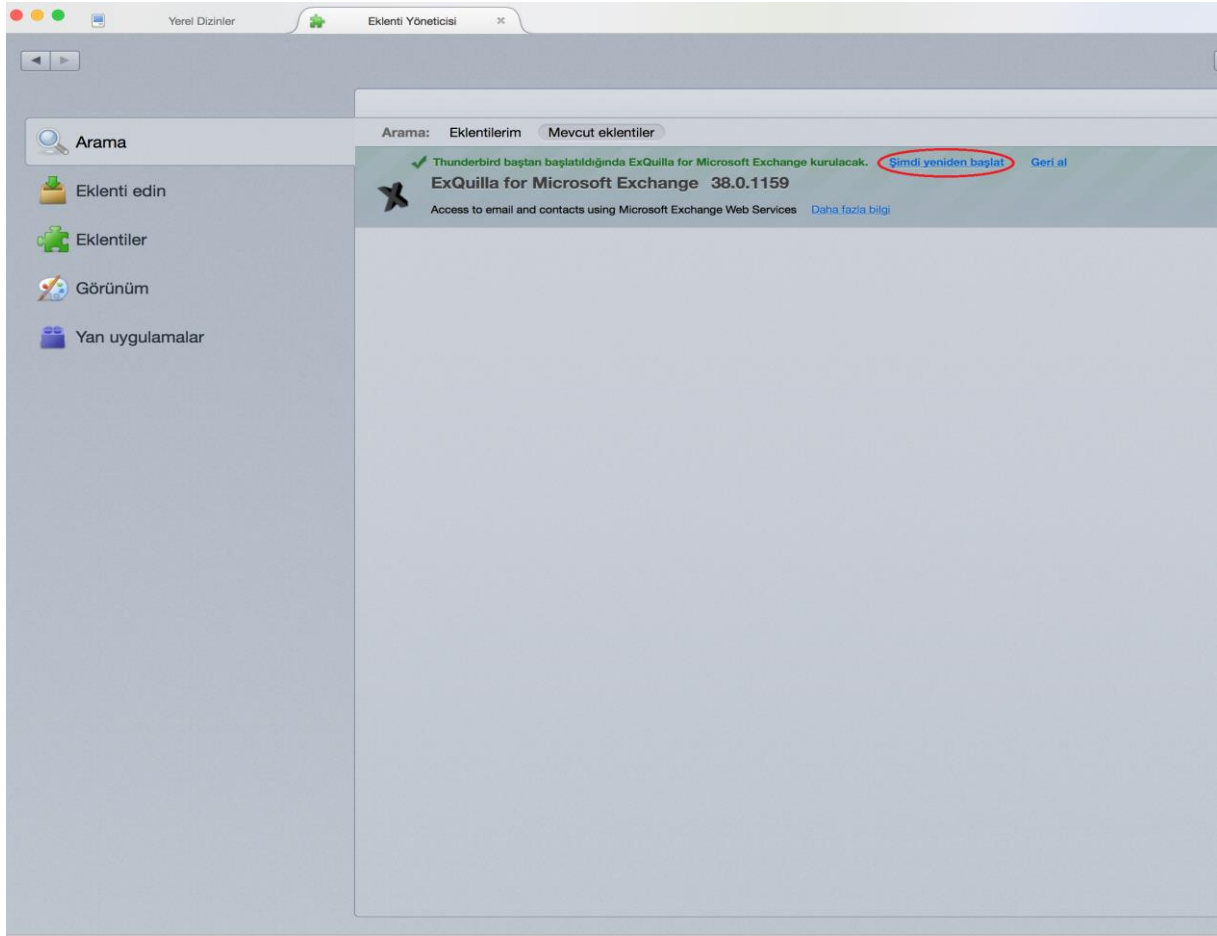 Yerel Dizinler
Eklenti Yöneticisi
Arama
Eklenti edin
Eklentiler
Görünüm
Yan uygulamalar
Arama: Eklentilerim Mevcut eklentiler
Thunderbird baştan başlatıldığında ExQuilla for Microsoft Exchange kurulacak. Şimdi yeniden başlat Geri al
ExQuilla for Microsoft Exchange 38.0.1159
Access to email and contacts using Microsoft Exchange Web Services Daha fazla bilgi